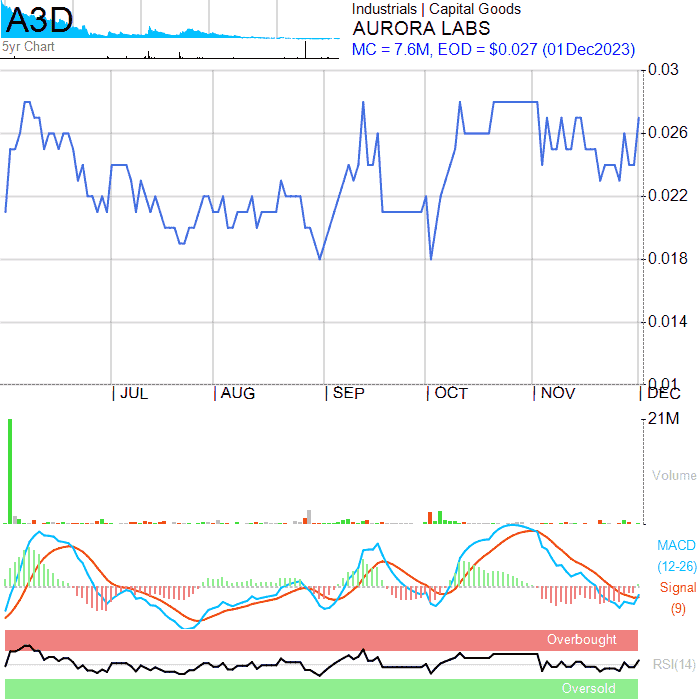 A3D
5yr Chart
Industrials | Capital Goods
AURORA LABS
MC = 7.6M, EOD = $0.027 (01Dec2023)
0.03
0.026
0.022
0.018
0.014
0.01
JUL
AUG
SEP
OCT
NOV
DEC
21M
Volume
MACD
(12-26)
Signal
(9)
Overbought
RSI(14)
Oversold